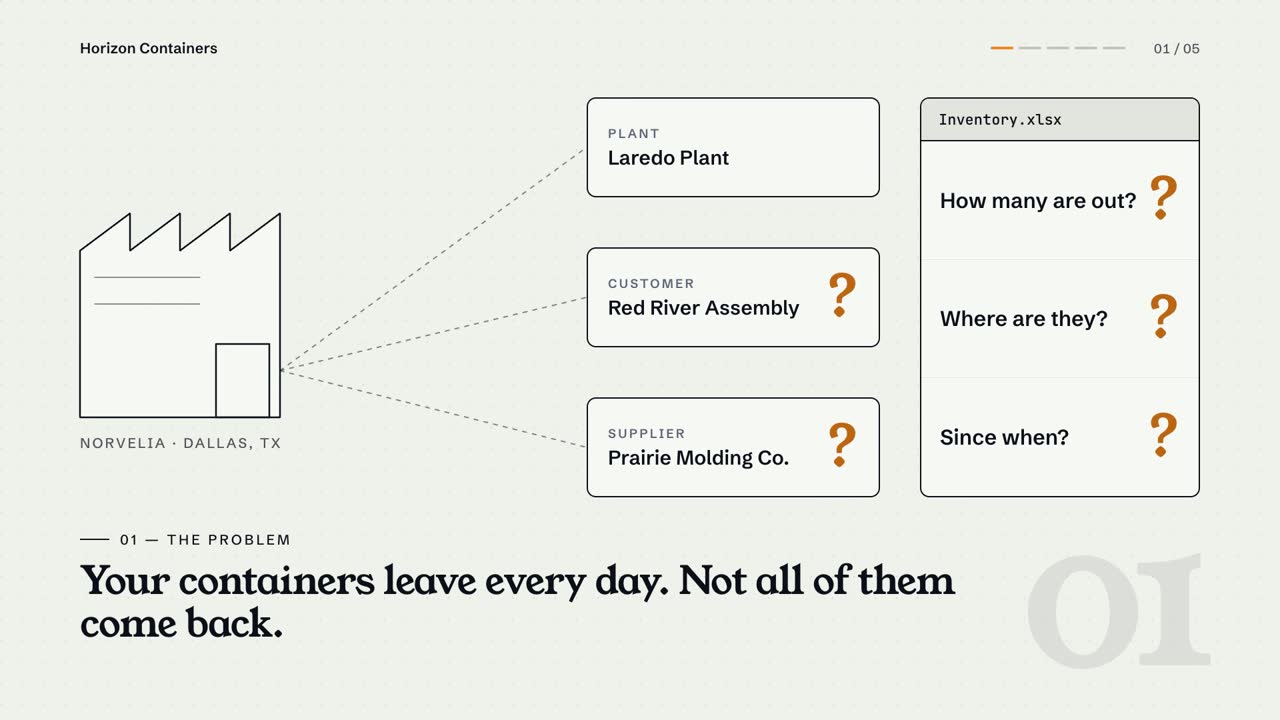 Horizon Containers
01 / 05
PLANT
Laredo Plant
CUSTOMER
Red River Assembly
?
SUPPLIER
Prairie Molding Co.
?
Inventory.xlsx
How many are out?
?
Where are they?
?
Since when?
?
NORVELIA · DALLAS, TX
01 — THE PROBLEM
Your containers leave every day. Not all of them
come back.
01